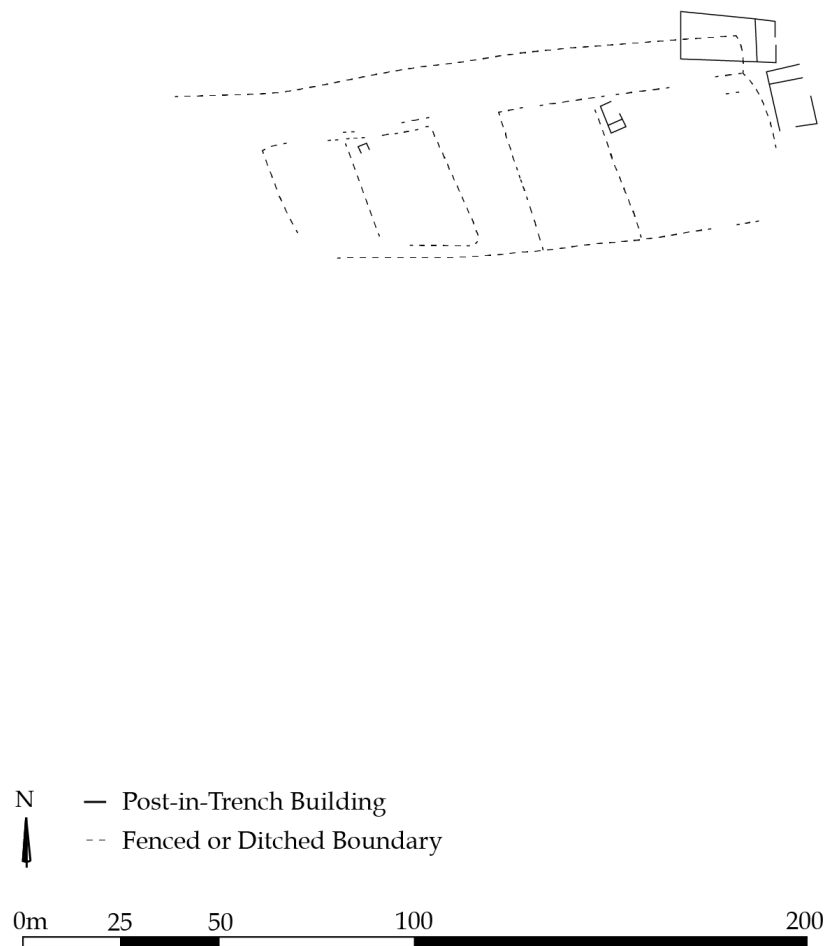 N
Post-in-Trench Building
Fenced or Ditched Boundary
0m 25 50 100 200